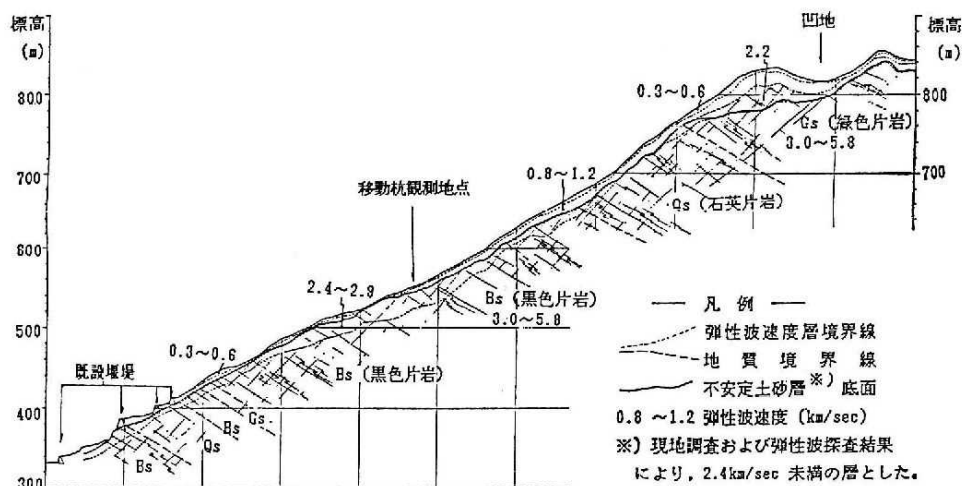 標高
(m)
凹地
標高
(m)
2.2
0.3～0.6
800
800
Gs (緑色片岩)
3.0～5.8
0.8～1.2
700
700
移動杭観測地点
Qs (石英片岩)
600
2.4～2.8
Bs (黒色片岩)
3.0～5.8
500
0.3～0.6
既設堰堤
Bs (黒色片岩)
400
Gs
Bs
Qs
Bs
300
凡例
弾性波速度層境界線
地質境界線
不安定土砂層※) 底面
0.8 ～1.2 弾性波速度 (km/sec)
※) 現地調査および弾性波探査結果
により, 2.4km/sec 未満の層とした。